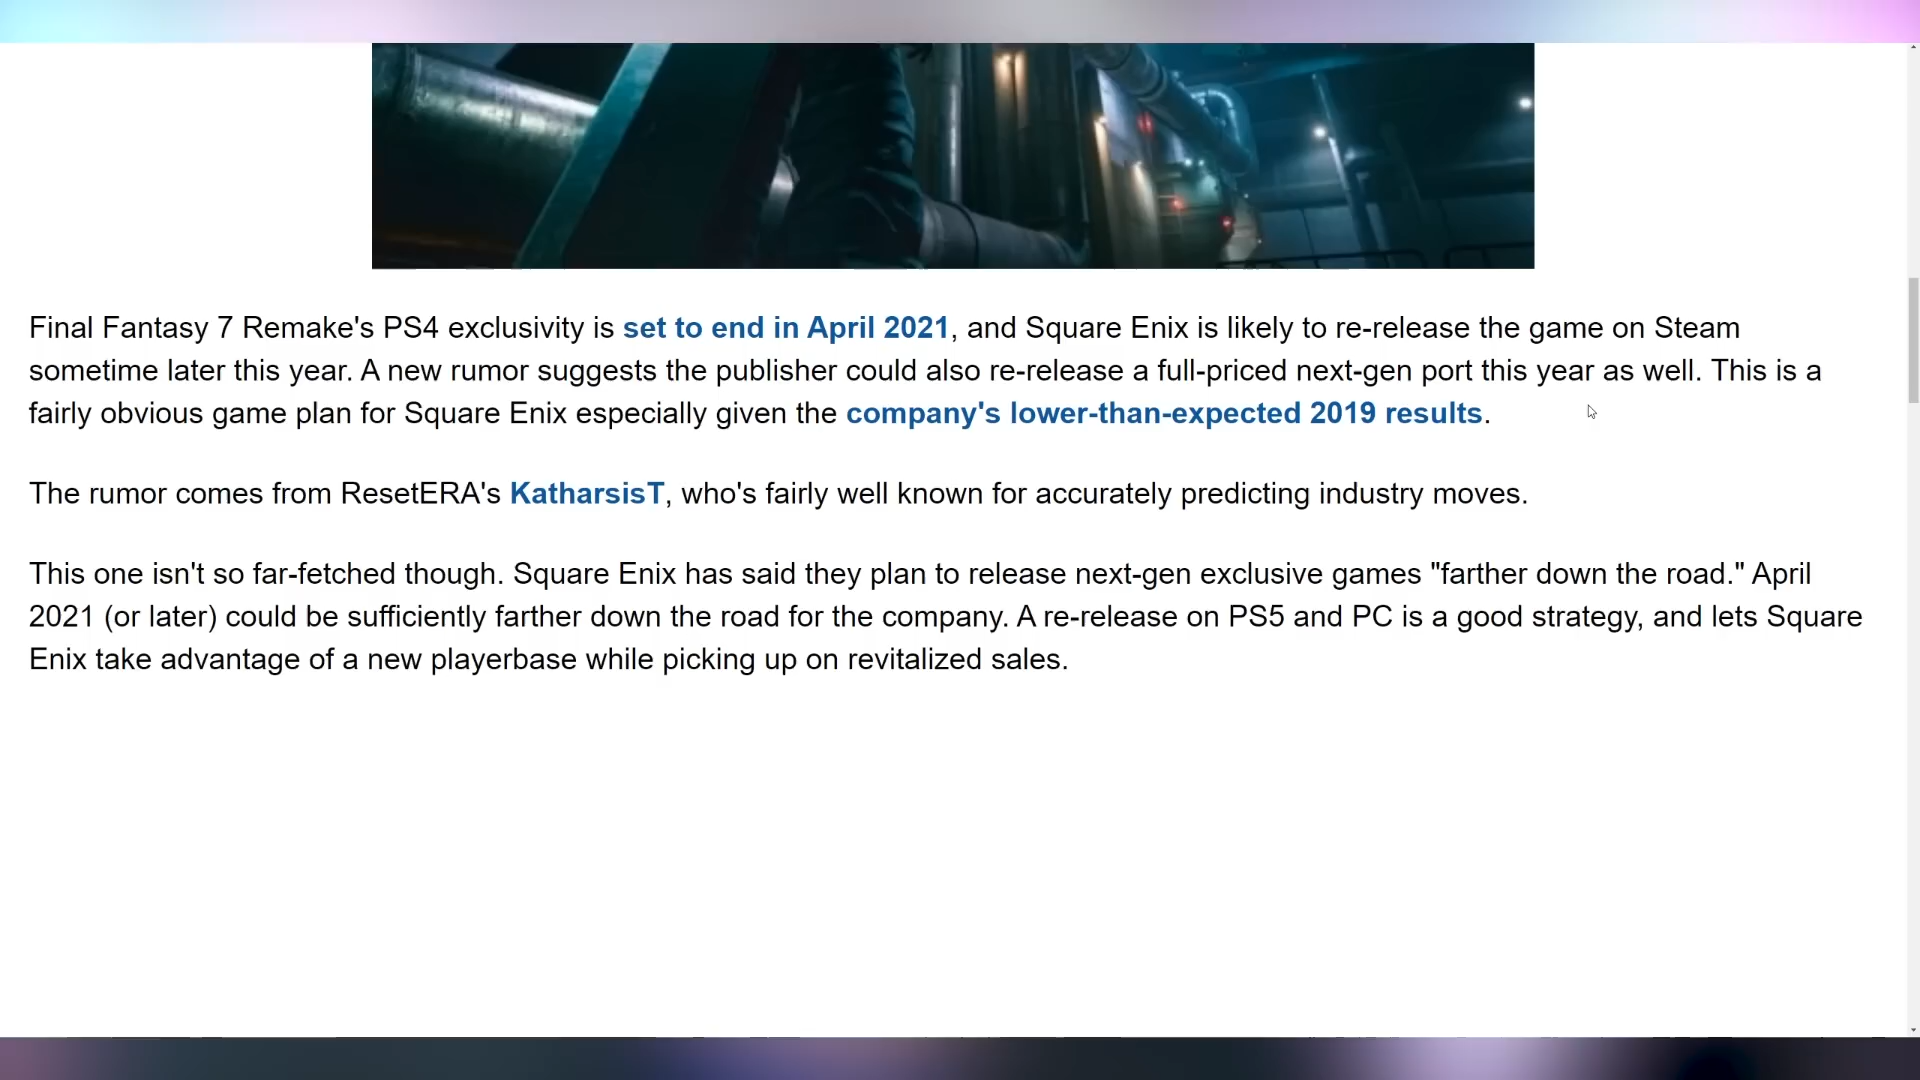 Final Fantasy 7 Remake's PS4 exclusivity is set to end in April 2021, and Square Enix is likely to re-release the game on Steam
sometime later this year. A new rumor suggests the publisher could also re-release a full-priced next-gen port this year as well. This is a
fairly obvious game plan for Square Enix especially given the company's lower-than-expected 2019 results.
The rumor comes from ResetERA's KatharsisT, who's fairly well known for accurately predicting industry moves.
This one isn't so far-fetched though. Square Enix has said they plan to release next-gen exclusive games "farther down the road." April
2021 (or later) could be sufficiently farther down the road for the company. A re-release on PS5 and PC is a good strategy, and lets Square
Enix take advantage of a new playerbase while picking up on revitalized sales.